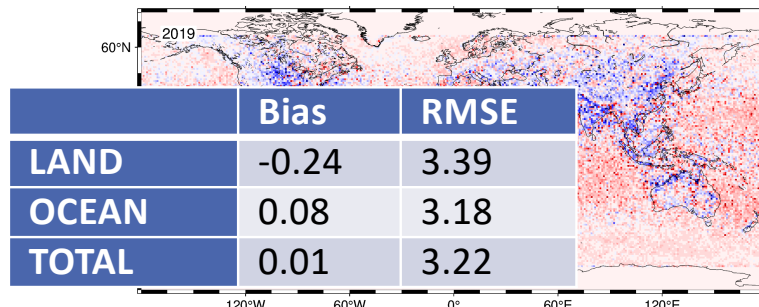 2019
60°N
Bias RMSE
LAND -0.24 3.39
OCEAN 0.08 3.18
TOTAL 0.01 3.22
120°W 60°W 0° 60°E 120°E